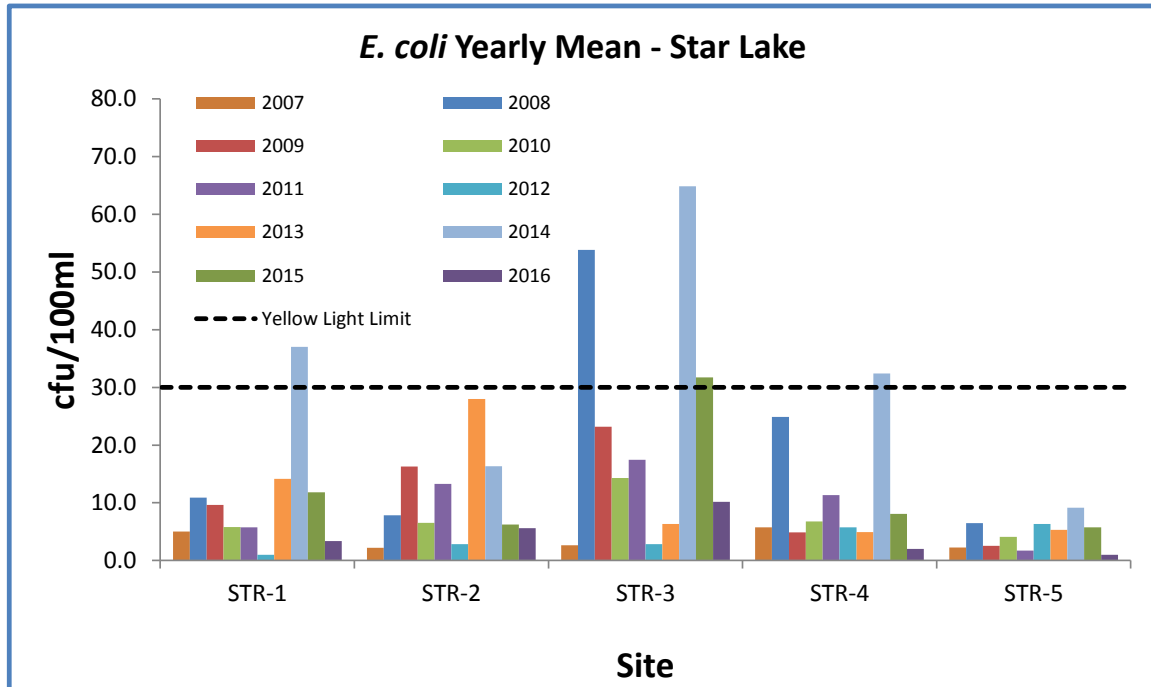 E. coli Yearly Mean - Star Lake
cfu/100ml
80.0
70.0
60.0
50.0
40.0
30.0
20.0
10.0
0.0
2007 2008
2009 2010
2011 2012
2013 2014
2015 2016
Yellow Light Limit
STR-1 STR-2 STR-3 STR-4 STR-5
Site